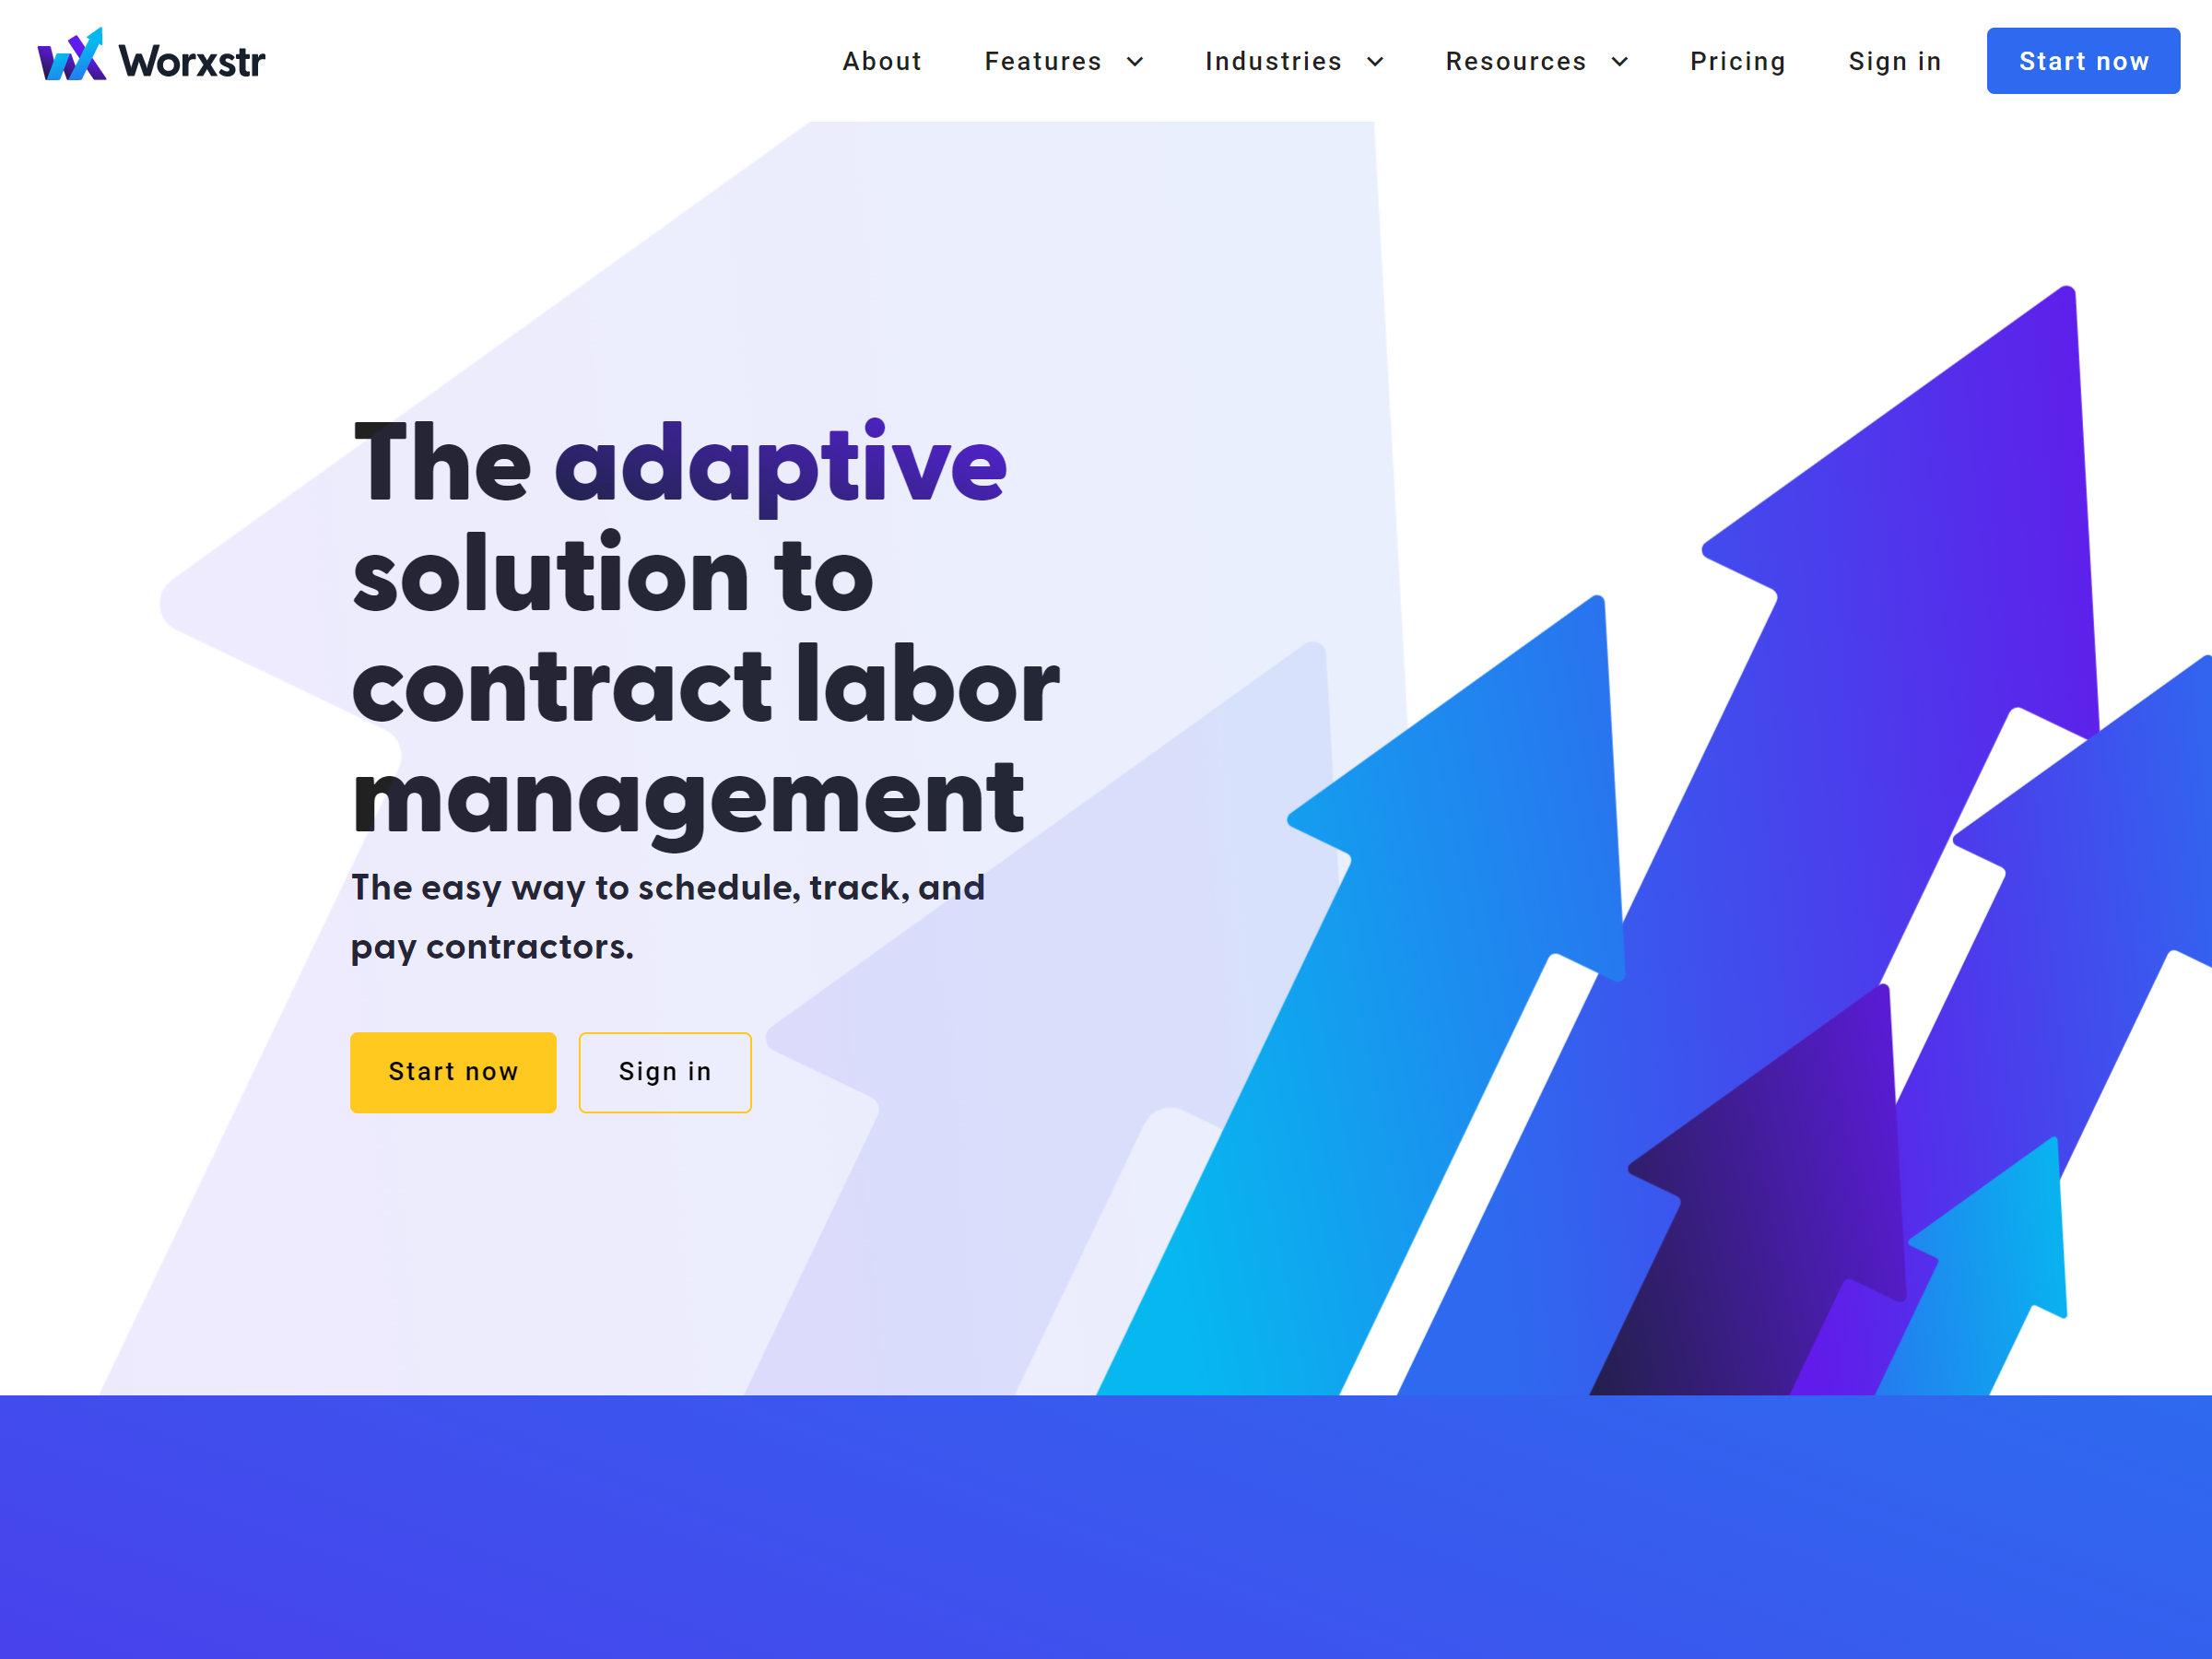 Worxstr
About
Features
Industries
Resources
Pricing
Sign in
Start now
The adaptive
solution to
contract labor
management
The easy way to schedule, track, and
pay contractors.
Start now
Sign in